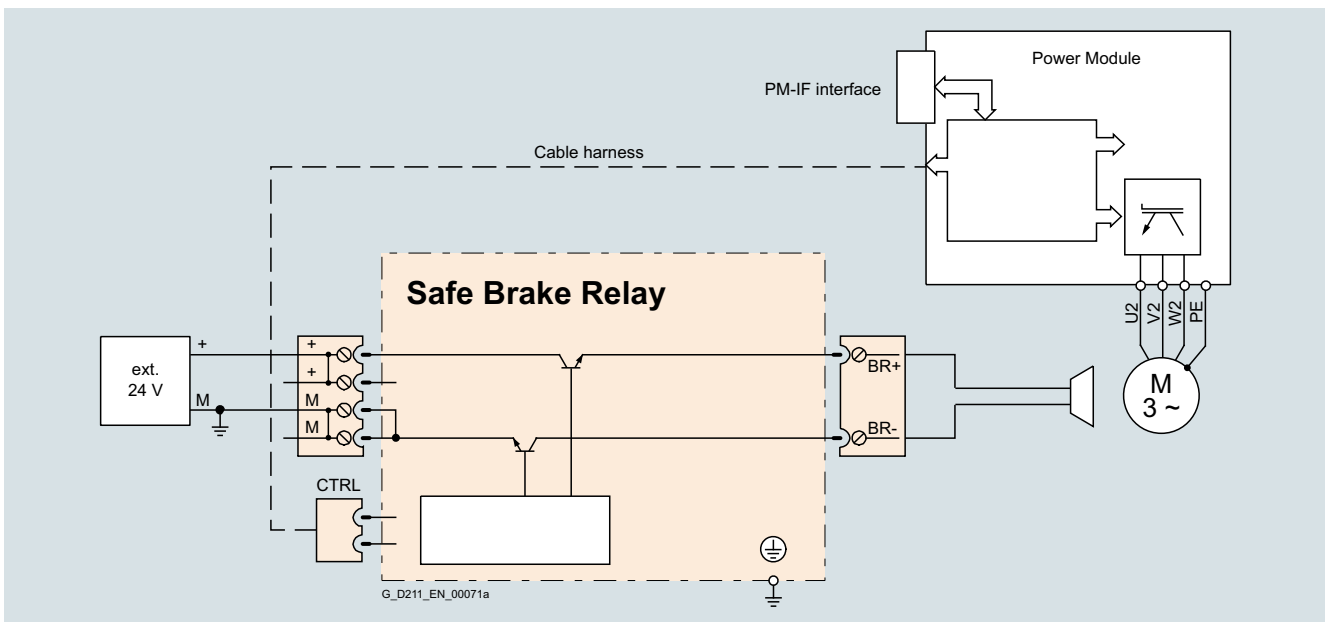 Power Module
PM-IF interface
Cable harness
Safe Brake Relay
U2
V2
W2
PE
ext.
24 V
+
M
+
+
M
M
BR+
BR-
M
3 ~
CTRL
G_D211_EN_00071a